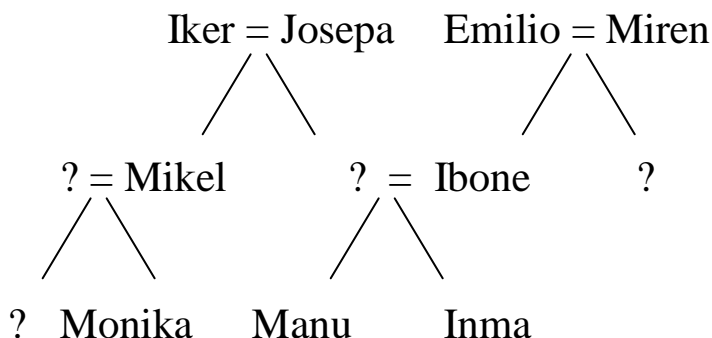 Iker = Josepa Emilio = Miren
? = Mikel ? = Ibone ?
? Monika Manu Inma